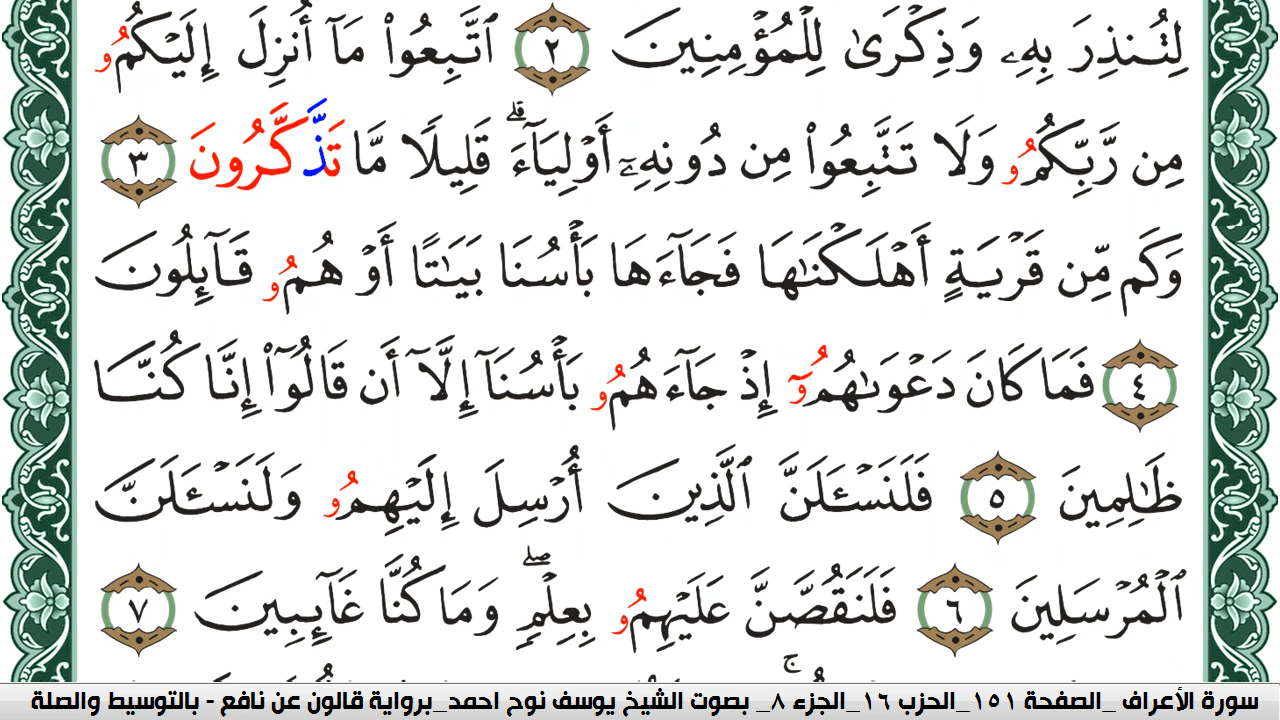 لِتُنذِرَ بِهِۦ وَذِكْرَىٰ لِلْمُؤْمِنِينَ ٢ ٱتَّبِعُوا۟ مَآ أُنزِلَ إِلَيْكُمُۥ
مِن رَّبِّكُمُۥ وَلَا تَتَّبِعُوا۟ مِن دُونِهِۦٓ أَوْلِيَآءَ ۗ قَلِيلًا مَّا تَذَّكَّرُونَ ٣
وَكَم مِّن قَرْيَةٍ أَهْلَكْنَٰهَا فَجَآءَهَا بَأْسُنَا بَيَٰتًا أَوْ هُمُۥ قَآئِلُونَ
٤ فَمَا كَانَ دَعْوَىٰهُمُۥٓ إِذْ جَآءَهُمُۥ بَأْسُنَآ إِلَّآ أَن قَالُوٓا۟ إِنَّا كُنَّا
ظَٰلِمِينَ ٥ فَلَنَسْـَٔلَنَّ ٱلَّذِينَ أُرْسِلَ إِلَيْهِمُۥ وَلَنَسْـَٔلَنَّ
ٱلْمُرْسَلِينَ ٦ فَلَنَقُصَّنَّ عَلَيْهِمُۥ بِعِلْمٍ ۖ وَمَا كُنَّا غَآئِبِينَ ٧
سورة الأعراف _الصفحة ١٥١_الحزب ١٦_الجزء ٨_ بصوت الشيخ يوسف نوح احمد_برواية قالون عن نافع - بالتوسيط والصلة